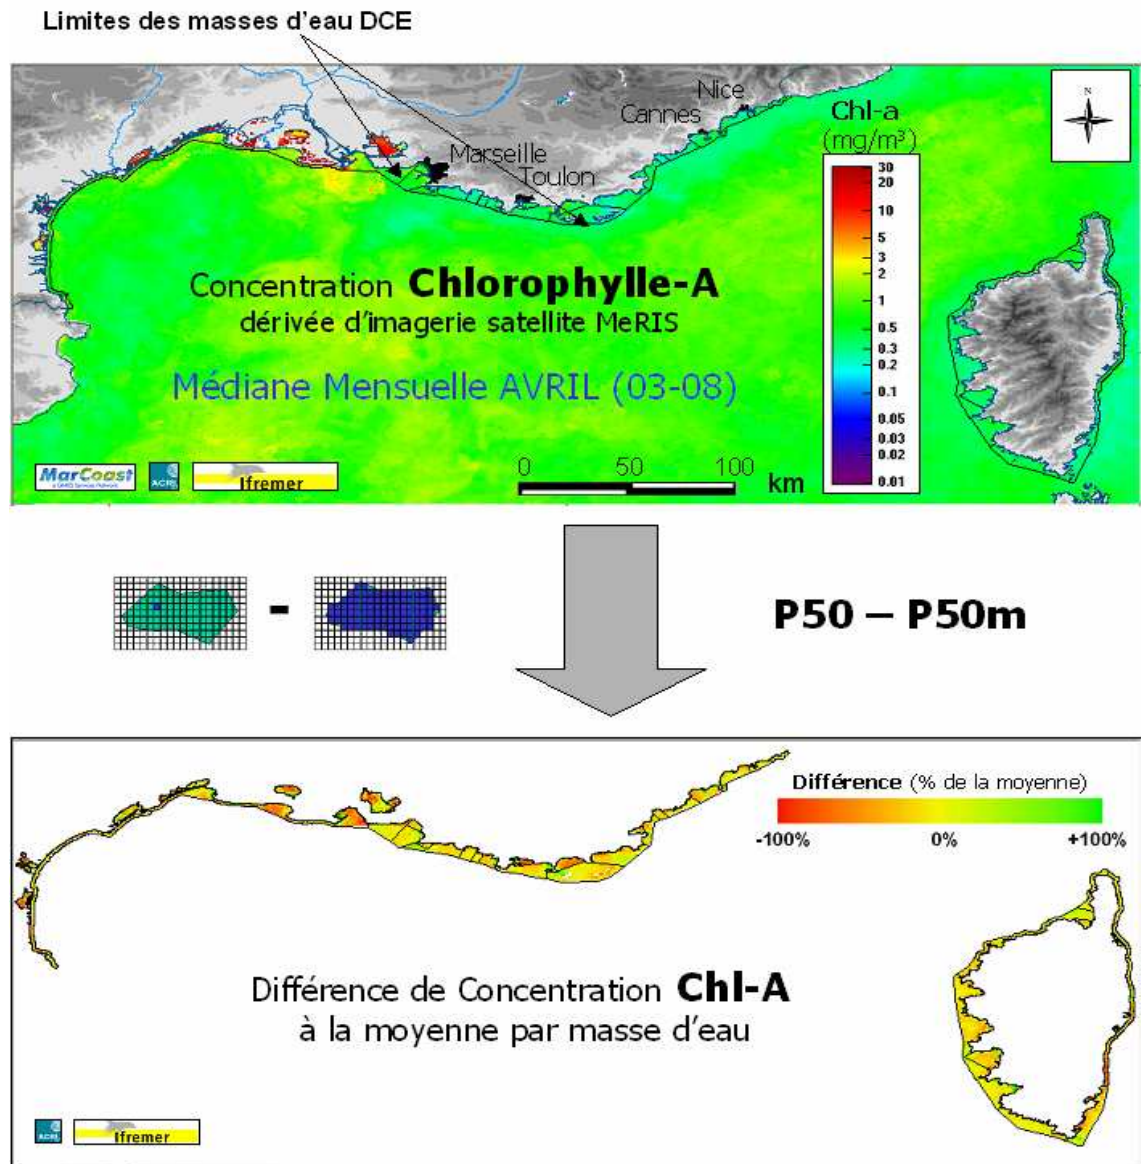 Limites des masses d'eau DCE
N
Nice
Cannes
Chl-a
(mg/m³)
Marseille
Toulon
30
20
10
5
3
2
1
0.5
0.3
0.2
0.1
0.05
0.03
0.02
0.01
Concentration Chlorophylle-A
dérivée d'imagerie satellite MeRIS
Médiane Mensuelle AVRIL (03-08)
0 50 100
km
MarCoast
ACRI
Ifremer
-
P50 – P50m
Différence (% de la moyenne)
-100% 0% +100%
Différence de Concentration Chl-A
à la moyenne par masse d'eau
ACRI
Ifremer